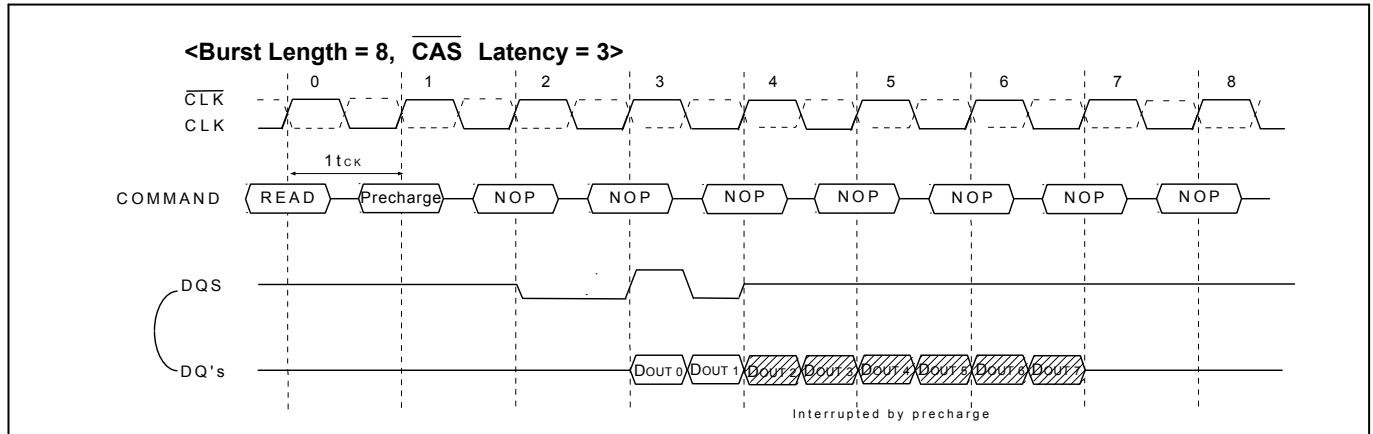 <Burst Length = 8, CAS Latency = 3>
0 1 2 3 4 5 6 7 8
CLK
CLK
1tCK
COMMAND READ Precharge NOP NOP NOP NOP NOP NOP NOP
DQS
DQ's DOUT 0 DOUT 1 DOUT 2 DOUT 3 DOUT 4 DOUT 5 DOUT 6 DOUT 7
Interrupted by precharge